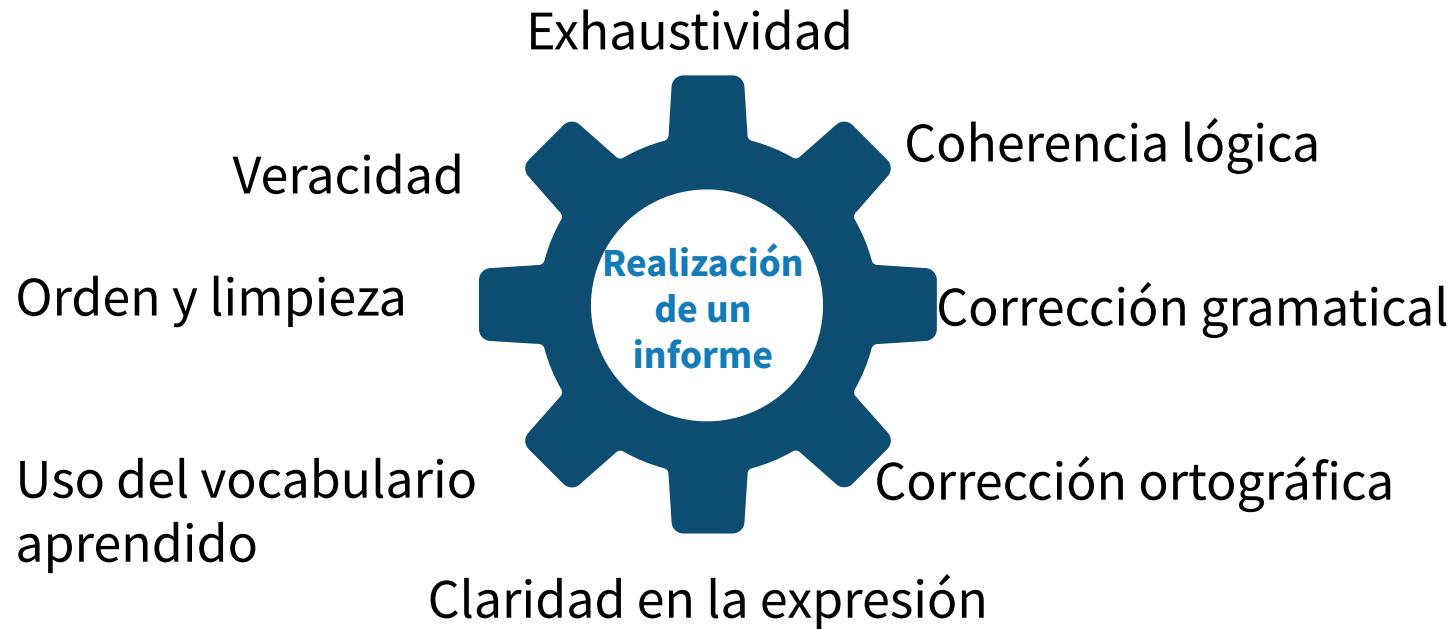 Exhaustividad
Coherencia lógica
Veracidad
Realización
de un
informe
Orden y limpieza
Corrección gramatical
Uso del vocabulario
aprendido
Corrección ortográfica
Claridad en la expresión